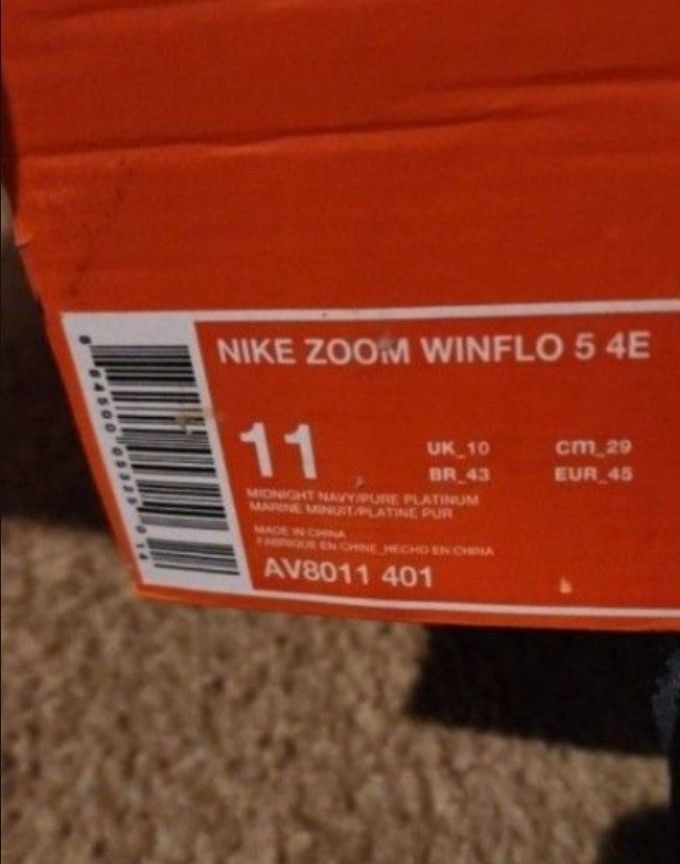 NIKE ZOOM WINFLO 5 4E
11
UK_10 cm_29
BR_43 EUR_45
MIDNIGHT NAVY/PURE PLATINUM
MARINE MINUIT/PLATINE PUR
MADE IN CHINA
FABRIQUE EN CHINE_HECHO EN CHINA
AV8011 401